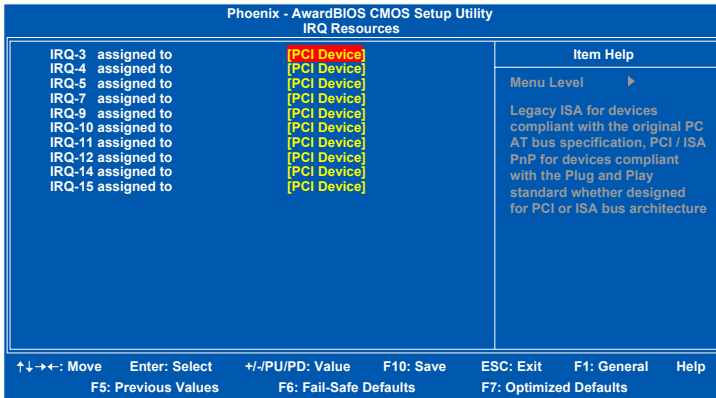 Phoenix - AwardBIOS CMOS Setup Utility
IRQ Resources
IRQ-3 assigned to [PCI Device]
IRQ-4 assigned to [PCI Device]
IRQ-5 assigned to [PCI Device]
IRQ-7 assigned to [PCI Device]
IRQ-9 assigned to [PCI Device]
IRQ-10 assigned to [PCI Device]
IRQ-11 assigned to [PCI Device]
IRQ-12 assigned to [PCI Device]
IRQ-14 assigned to [PCI Device]
IRQ-15 assigned to [PCI Device]
Item Help
Menu Level ▶
Legacy ISA for devices
compliant with the original PC
AT bus specification, PCI / ISA
PnP for devices compliant
with the Plug and Play
standard whether designed
for PCI or ISA bus architecture
↑↓→←: Move Enter: Select +/-/PU/PD: Value F10: Save ESC: Exit F1: General Help
F5: Previous Values F6: Fail-Safe Defaults F7: Optimized Defaults